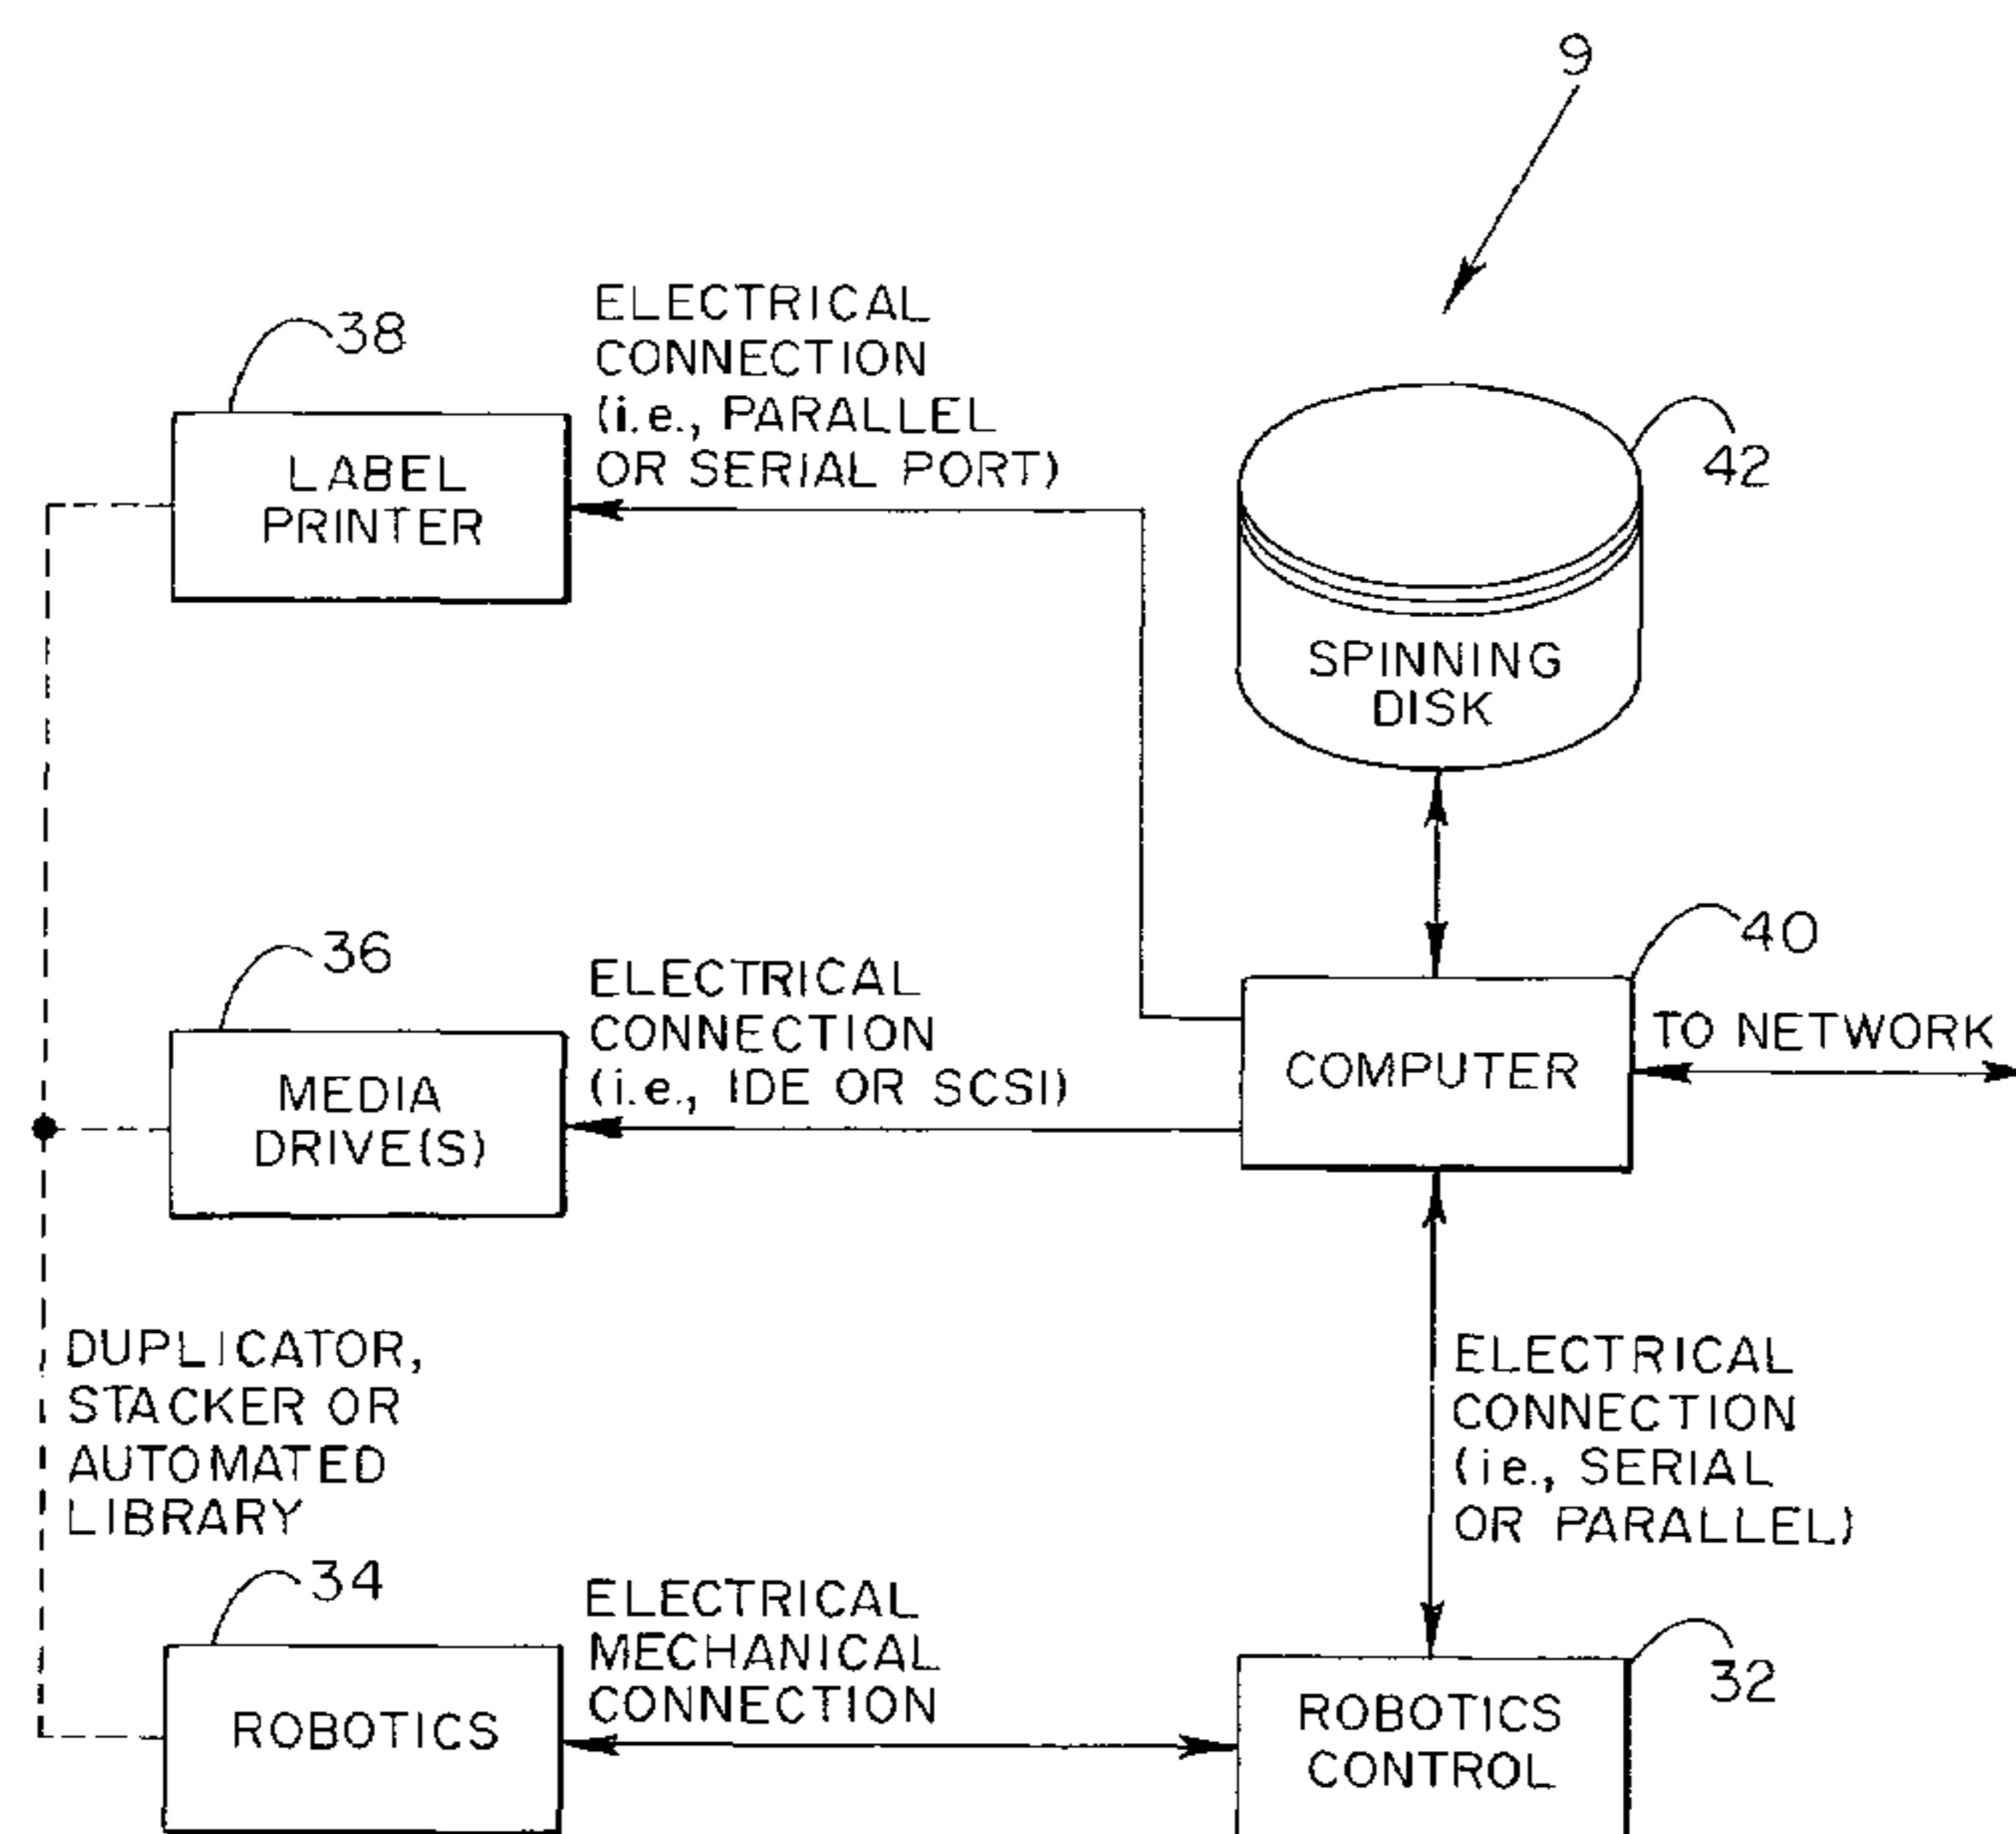 9
38
ELECTRICAL
CONNECTION
(i.e., PARALLEL
OR SERIAL PORT)
LABEL
PRINTER
42
SPINNING
DISK
36
ELECTRICAL
CONNECTION
(i.e., IDE OR SCSI)
MEDIA
DRIVE(S)
40
COMPUTER
TO NETWORK
DUPLICATOR,
STACKER OR
AUTOMATED
LIBRARY
ELECTRICAL
CONNECTION
(ie., SERIAL
OR PARALLEL)
34
ELECTRICAL
MECHANICAL
CONNECTION
ROBOTICS
32
ROBOTICS
CONTROL